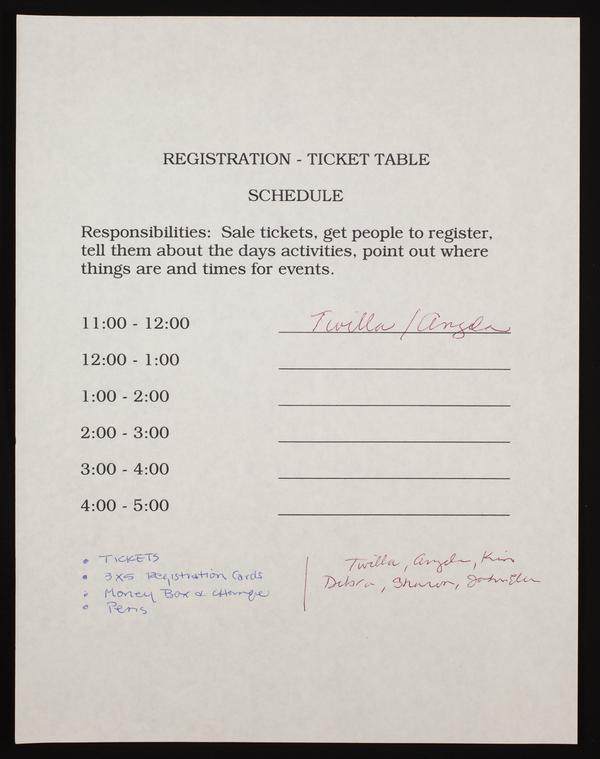 REGISTRATION - TICKET TABLE
SCHEDULE
Responsibilities: Sale tickets, get people to register,
tell them about the days activities, point out where
things are and times for events.
11:00 - 12:00 Twilla / Angela
12:00 - 1:00
1:00 - 2:00
2:00 - 3:00
3:00 - 4:00
4:00 - 5:00
• TICKETS
• 3X5 Registration Cards
• Money Box & Change
• Pens
Twilla, Angela, Kim
Debra, Sharon, JohnEllen